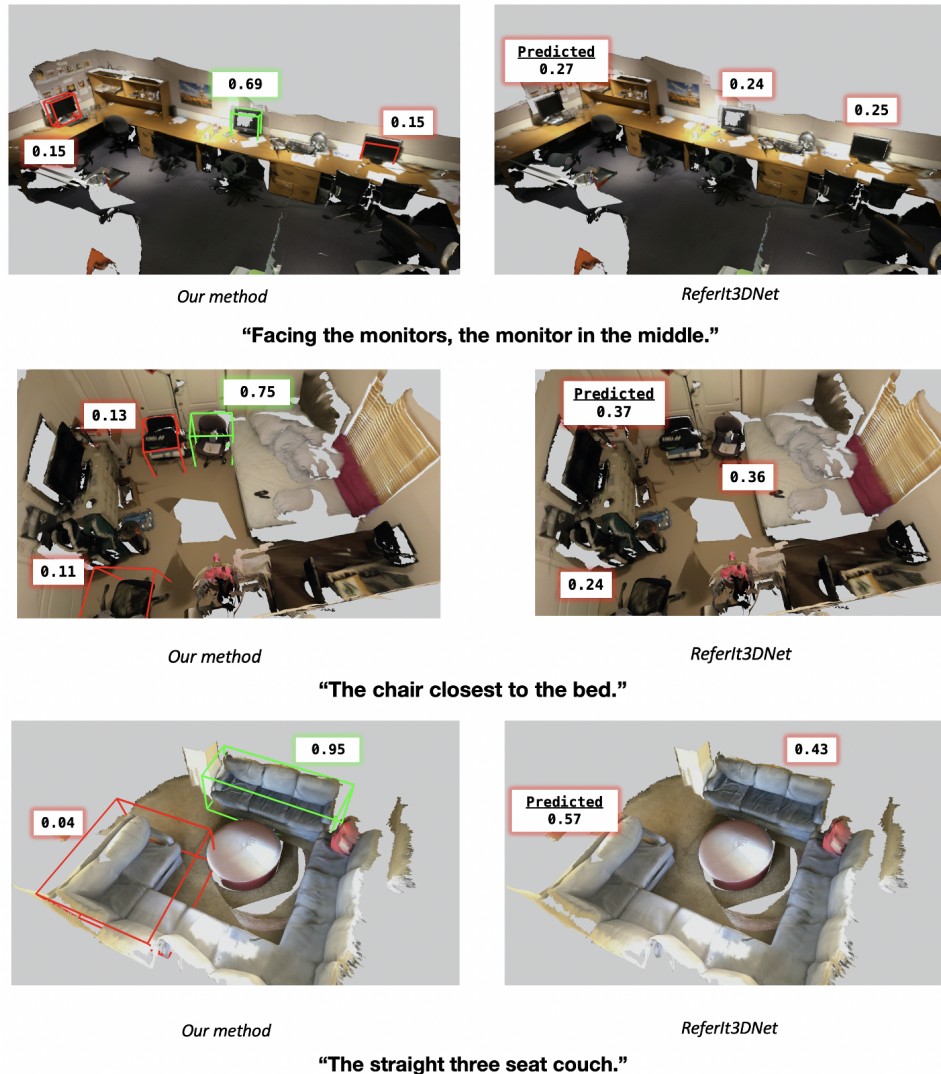 0.69
0.15
0.15
Predicted
0.27
0.24
0.25
Our method
ReferIt3DNet
“Facing the monitors, the monitor in the middle.”
0.75
0.13
0.11
Predicted
0.37
0.36
0.24
Our method
ReferIt3DNet
“The chair closest to the bed.”
0.95
0.04
0.43
Predicted
0.57
Our method
ReferIt3DNet
“The straight three seat couch.”